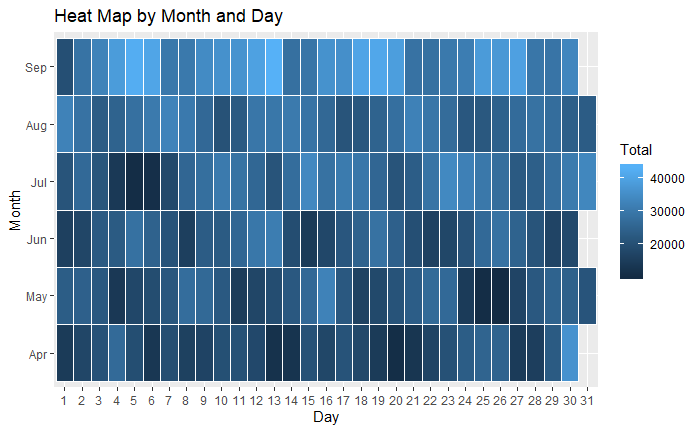 Heat Map by Month and Day
Sep
Aug
Jul
Jun
May
Apr
Month
1 2 3 4 5 6 7 8 9 10 11 12 13 14 15 16 17 18 19 20 21 22 23 24 25 26 27 28 29 30 31
Day
Total
40000
30000
20000